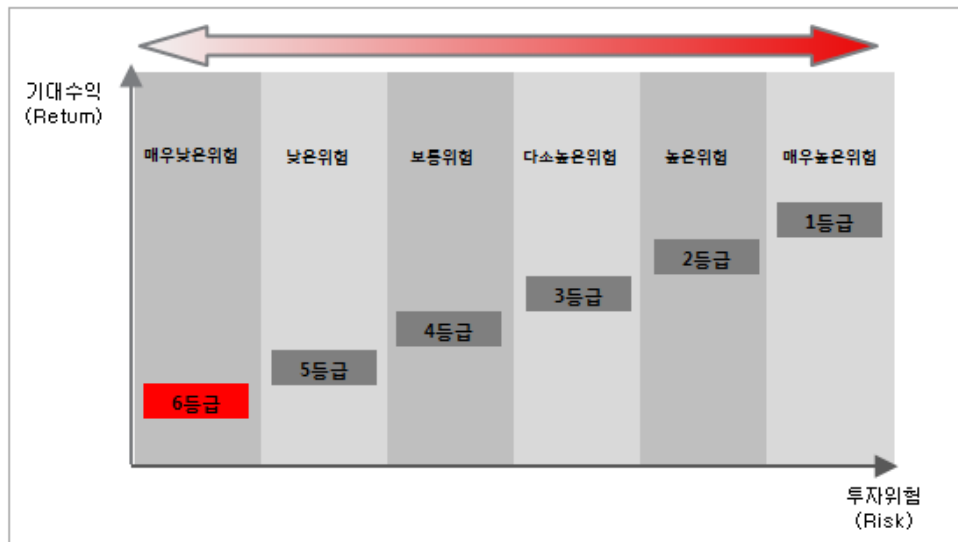 기대수익
(Return)
매우낮은위험 낮은위험 보통위험 다소높은위험 높은위험 매우높은위험
1등급
2등급
3등급
4등급
5등급
6등급
투자위험
(Risk)